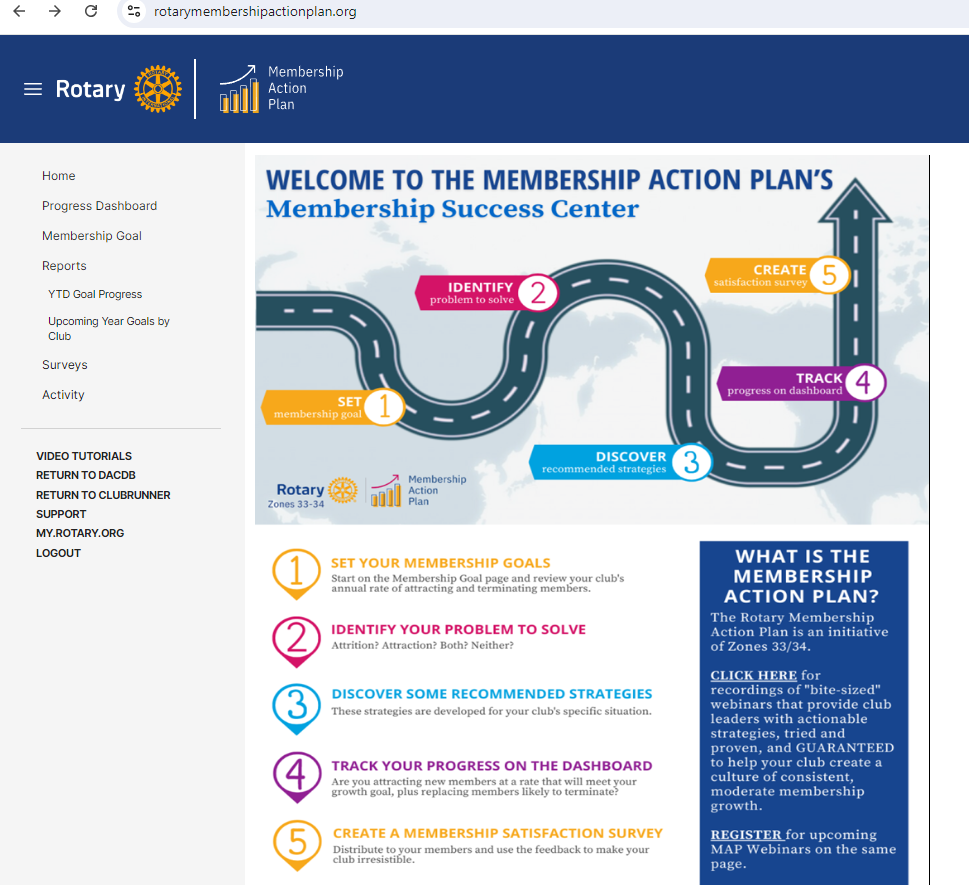 rotarymembershipactionplan.org
Rotary
Membership
Action
Plan
Home
Progress Dashboard
Membership Goal
Reports
YTD Goal Progress
Upcoming Year Goals by
Club
Surveys
Activity
VIDEO TUTORIALS
RETURN TO DACDB
RETURN TO CLUBRUNNER
SUPPORT
MY.ROTARY.ORG
LOGOUT
WELCOME TO THE MEMBERSHIP ACTION PLAN'S
Membership Success Center
CREATE
satisfaction survey
5
IDENTIFY
problem to solve
2
TRACK
progress on dashboard
4
SET
membership goal
1
DISCOVER
recommended strategies
3
Rotary
Zones 33-34
Membership
Action
Plan
1
SET YOUR MEMBERSHIP GOALS
Start on the Membership Goal page and review your club's
annual rate of attracting and terminating members.
2
IDENTIFY YOUR PROBLEM TO SOLVE
Attrition? Attraction? Both? Neither?
3
DISCOVER SOME RECOMMENDED STRATEGIES
These strategies are developed for your club's specific situation.
4
TRACK YOUR PROGRESS ON THE DASHBOARD
Are you attracting new members at a rate that will meet your
growth goal, plus replacing members likely to terminate?
5
CREATE A MEMBERSHIP SATISFACTION SURVEY
Distribute to your members and use the feedback to make your
club irresistible.
WHAT IS THE
MEMBERSHIP
ACTION PLAN?
The Rotary Membership
Action Plan is an initiative
of Zones 33/34.
CLICK HERE for
recordings of "bite-sized"
webinars that provide club
leaders with actionable
strategies, tried and
proven, and GUARANTEED
to help your club create a
culture of consistent,
moderate membership
growth.
REGISTER for upcoming
MAP Webinars on the same
page.